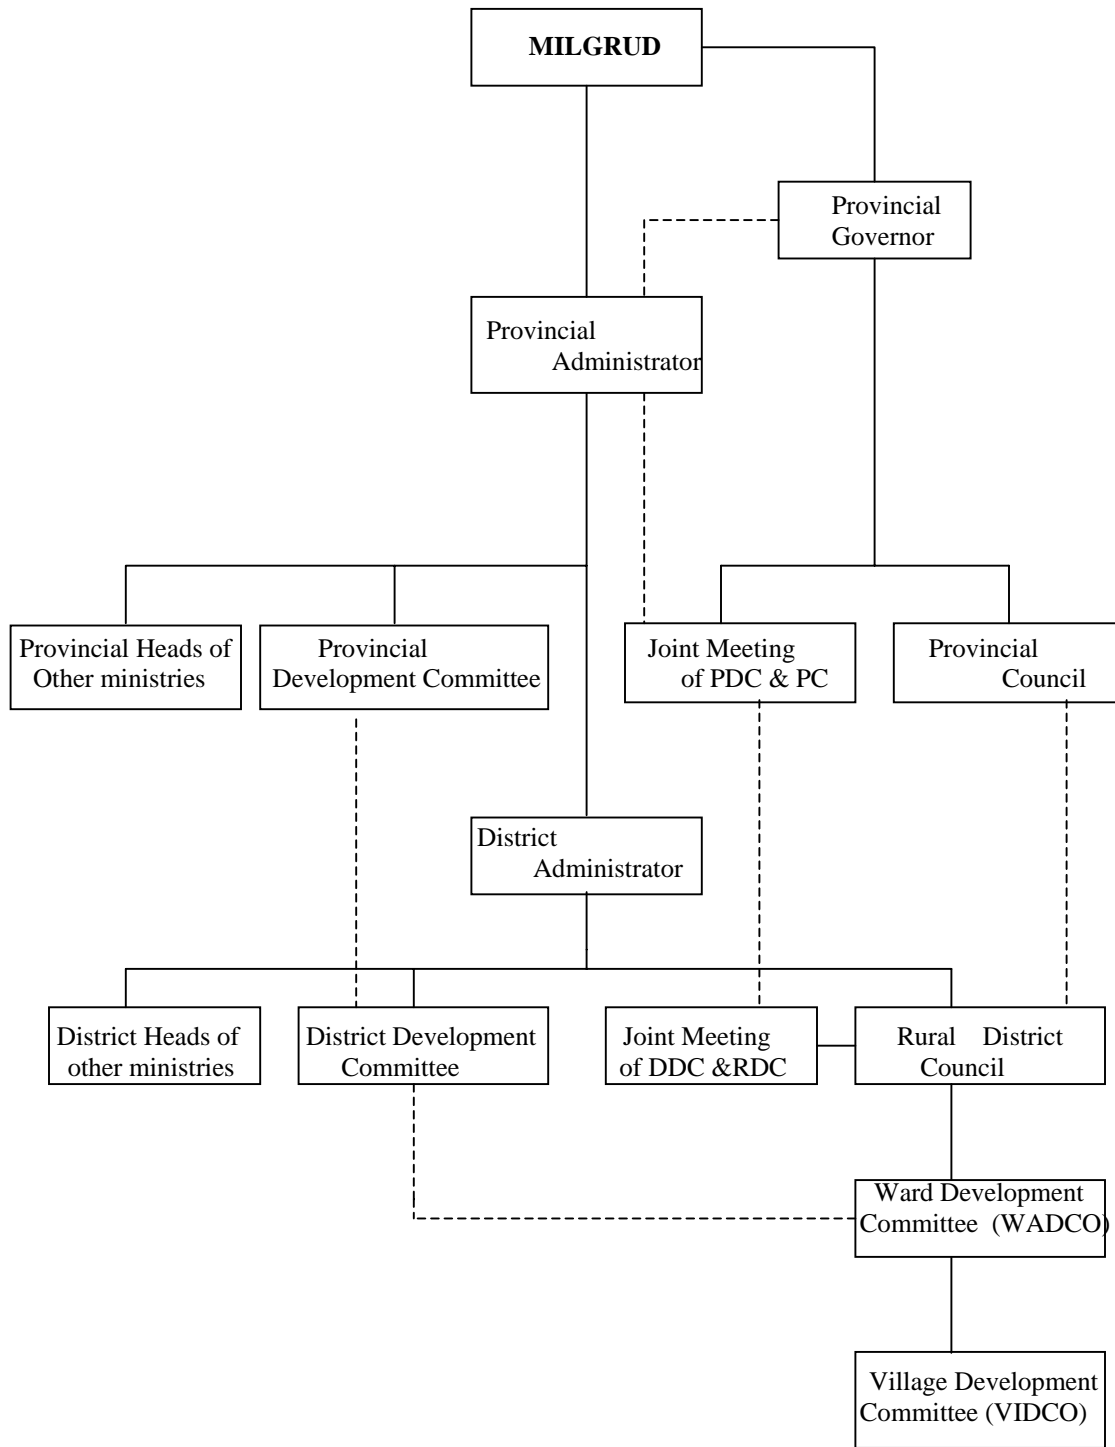 MILGRUD
Provincial
Governor
Provincial
Administrator
Provincial Heads of
Other ministries
Provincial
Development Committee
Joint Meeting
of PDC & PC
Provincial
Council
District
Administrator
District Heads of
other ministries
District Development
Committee
Joint Meeting
of DDC &RDC
Rural District
Council
Ward Development
Committee (WADCO)
Village Development
Committee (VIDCO)